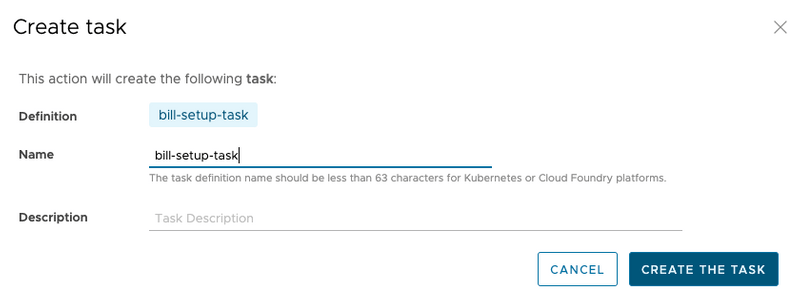 Create task
This action will create the following task:
Definition bill-setup-task
Name bill-setup-task
The task definition name should be less than 63 characters for Kubernetes or Cloud Foundry platforms.
Description Task Description
CANCEL CREATE THE TASK